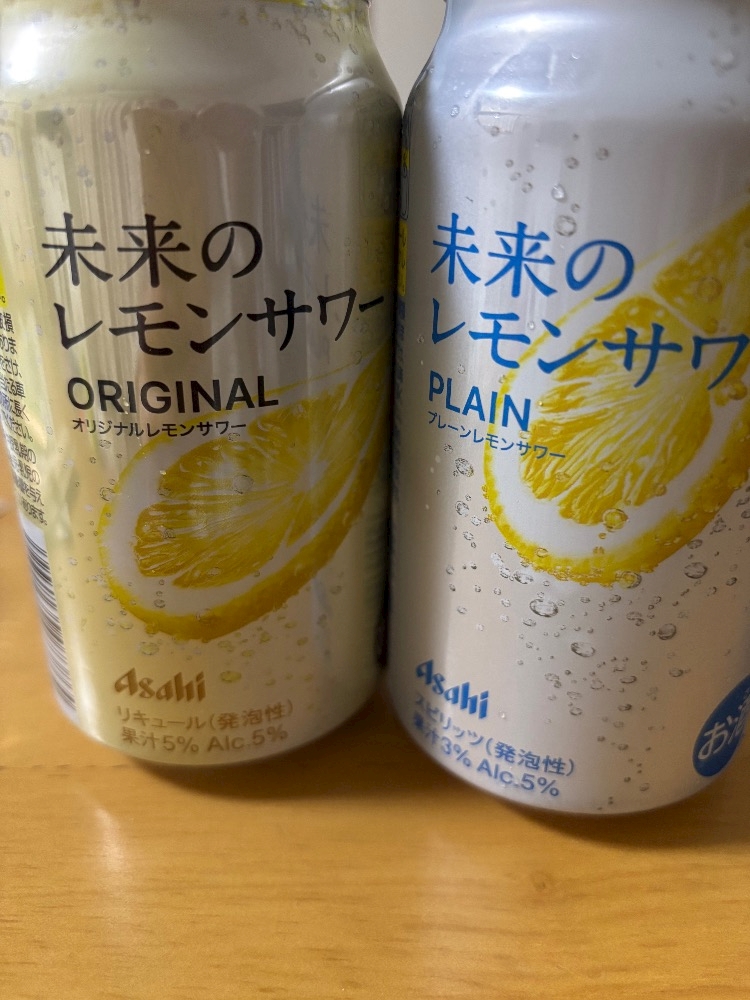 未来の
レモンサワー
ORIGINAL
オリジナルレモンサワー
Asahi
リキュール(発泡性)
果汁5% Alc.5%
未来の
レモンサワ
PLAIN
プレーンレモンサワー
Asahi
スピリッツ(発泡性)
果汁3% Alc.5%
お酒